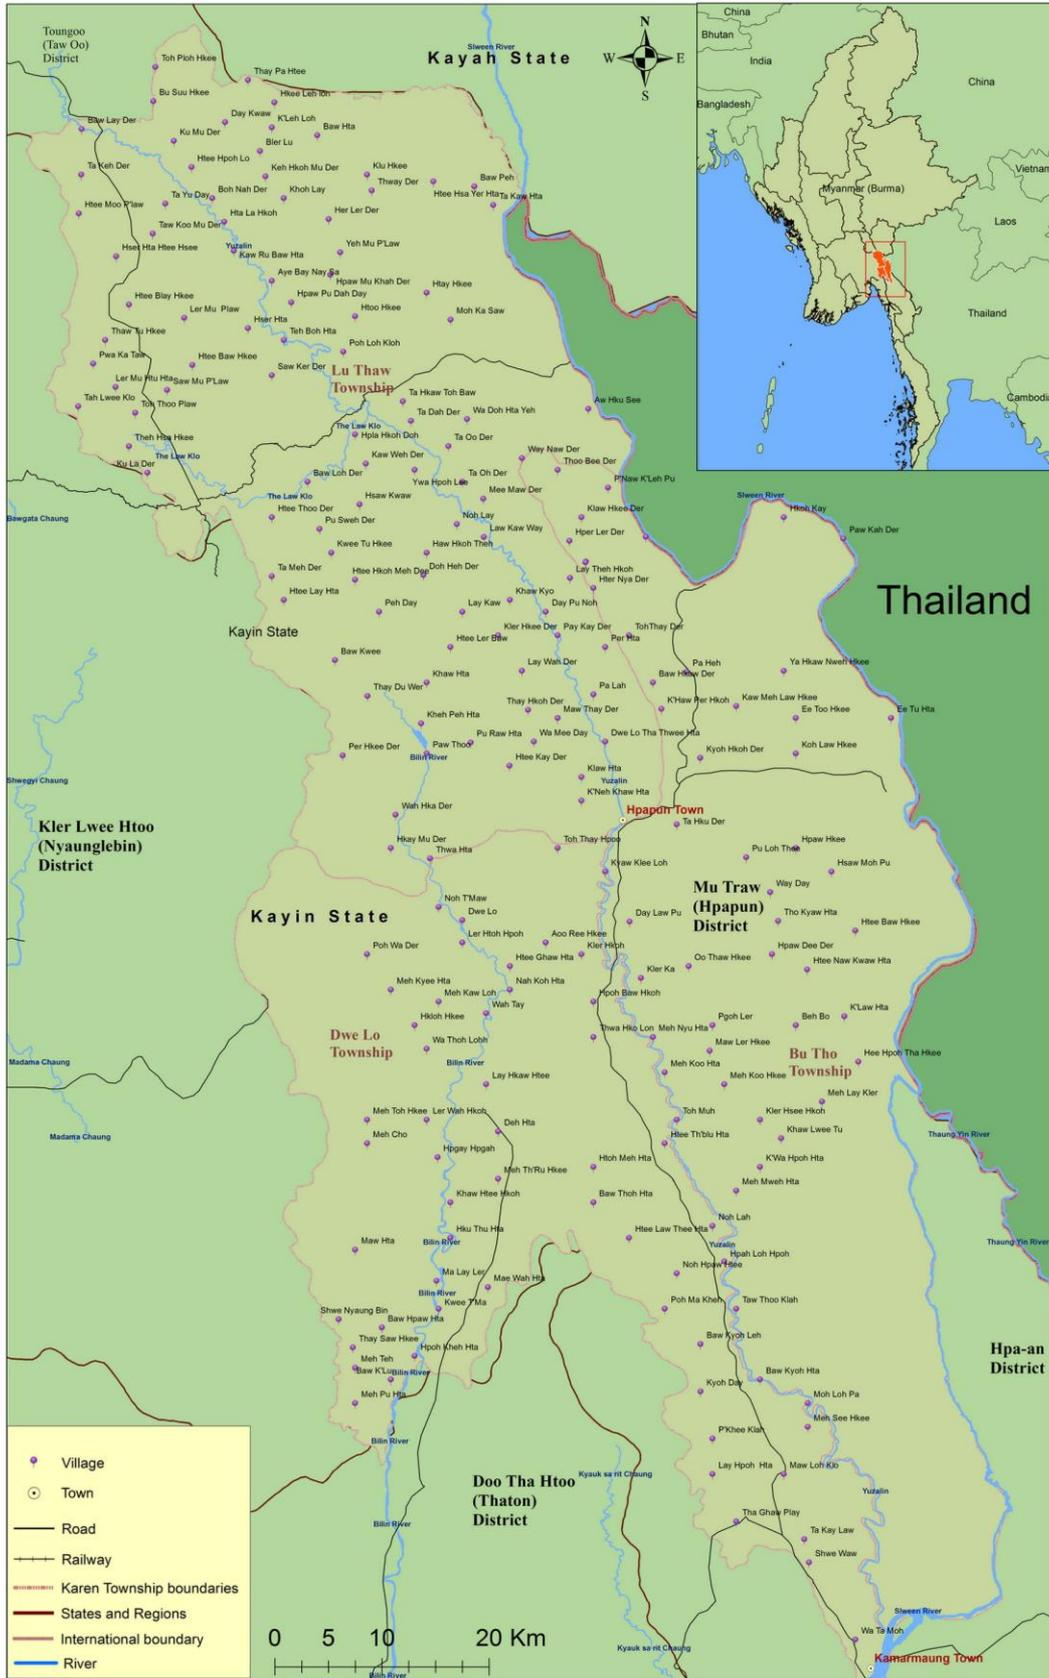 Toungoo
(Taw Oo)
District
Slween River
Kayah State
N
W
E
S
China
Bhutan
India
China
Bangladesh
Vietnam
Myanmar (Burma)
Laos
Thailand
Cambodia
Toh Ploh Hkee
Thay Pa Htee
Bu Suu Hkee
Hkee Leh loh
Day Kwaw
K'Leh Loh
Baw Lay Der
Baw Hta
Ku Mu Der
Bler Lu
Htee Hpoh Lo
Ta Keh Der
Keh Hkoh Mu Der
Klu Hkee
Thway Der
Baw Peh
Boh Nah Der
Khoh Lay
Htee Hsa Yer Hta
Ta Kaw Hta
Ta Yu Day
Htee Moo P'law
Hta La Hkoh
Her Ler Der
Taw Koo Mu Der
Hset Hta Htee Hsee
Yuzalin
Kaw Ru Baw Hta
Yeh Mu P'Law
Aye Bay Nay Sa
Hpaw Mu Khah Der
Htay Hkee
Htee Blay Hkee
Hpaw Pu Dah Day
Ler Mu Plaw
Htoo Hkee
Moh Ka Saw
Hser Hta
Thaw Tu Hkee
Teh Boh Hta
Poh Loh Kloh
Pwa Ka Taw
Htee Baw Hkee
Saw Ker Der
Lu Thaw
Township
Ler Mu Htu Hta
Saw Mu P'Law
Tah Lwee Klo
Toh Thoo Plaw
Ta Hkaw Toh Baw
Aw Hku See
Ta Dah Der
Wa Doh Hta Yeh
The Law Klo
Hpla Hkoh Doh
Theh Hsa Hkee
Ta Oo Der
The Law Klo
Kaw Weh Der
Way Naw Der
Ku La Der
Thoo Bee Der
Baw Loh Der
Ywa Hpoh Lee
Ta Oh Der
P'Naw K'Leh Pu
Mee Maw Der
The Law Klo
Hsaw Kwaw
Slween River
Bawgata Chaung
Htee Thoo Der
Noh Lay
Klaw Hkee Der
Hkoh Kay
Pu Sweh Der
Law Kaw Way
Hper Ler Der
Paw Kah Der
Kwee Tu Hkee
Haw Hkoh Theh
Ta Meh Der
Htee Hkoh Meh Der
Doh Heh Der
Lay Theh Hkoh
Hter Nya Der
Htee Lay Hta
Khaw Kyo
Peh Day
Lay Kaw
Day Pu Noh
Thailand
Kayin State
Kler Hkee Der
Pay Kay Der
TohThay Der
Htee Ler Baw
Per Hta
Baw Kwee
Lay Wah Der
Pa Heh
Ya Hkaw Nweh Hkee
Khaw Hta
Baw Hkaw Der
Thay Du Wer
Pa Lah
Thay Hkoh Der
K'Haw Per Hkoh
Kaw Meh Law Hkee
Kheh Peh Hta
Maw Thay Der
Ee Too Hkee
Ee Tu Hta
Paw Thoo
Pu Raw Hta
Wa Mee Day
Dwe Lo Tha Thwee Hta
Per Hkee Der
Bilin River
Kyoh Hkoh Der
Koh Law Hkee
Htee Kay Der
Klaw Hta
Shwegyi Chaung
Yuzalin
K'Neh Khaw Hta
Wah Hka Der
Hpapun Town
Kler Lwee Htoo
(Nyaunglebin)
District
Ta Hku Der
Hkay Mu Der
Toh Thay Hpoo
Hpaw Hkee
Thwa Hta
Pu Loh Theh
Kyaw Klee Loh
Hsaw Moh Pu
Mu Traw
(Hpapun)
District
Way Day
Noh T'Maw
Kayin State
Dwe Lo
Day Law Pu
Tho Kyaw Hta
Htee Baw Hkee
Ler Htoh Hpoh
Aoo Ree Hkee
Poh Wa Der
Kler Hkoh
Hpaw Dee Der
Htee Ghaw Hta
Oo Thaw Hkee
Htee Naw Kwaw Hta
Kler Ka
Meh Kyee Hta
Nah Koh Hta
Meh Kaw Loh
Hpoh Baw Hkoh
Wah Tay
K'Law Hta
Hkloh Hkee
Pgoh Ler
Beh Bo
Dwe Lo
Township
Thwa Hko Lon
Meh Nyu Hta
Wa Thoh Lohh
Maw Ler Hkee
Bu Tho
Township
Bilin River
Hee Hpoh Tha Hkee
Madama Chaung
Meh Koo Hta
Lay Hkaw Htee
Meh Koo Hkee
Meh Lay Kler
Meh Toh Hkee
Ler Wah Hkoh
Toh Muh
Kler Hsee Hkoh
Madama Chaung
Deh Hta
Thaung Yin River
Meh Cho
Htee Th'blu Hta
Khaw Lwee Tu
Hpgay Hpgah
Htoh Meh Hta
K'Wa Hpoh Hta
Meh Th'Ru Hkee
Meh Mweh Hta
Khaw Htee Hkoh
Baw Thoh Hta
Noh Lah
Hku Thu Hta
Htee Law Thee Hta
Maw Hta
Bilin River
Yuzalin
Thaung Yin River
Hpah Loh Hpoh
Ma Lay Ler
Noh Hpaw Htee
Mae Wah Hta
Bilin River
Shwe Nyaung Bin
Kwee T'Ma
Poh Ma Kheh
Taw Thoo Klah
Baw Hpaw Hta
Thay Saw Hkee
Hpoh Kheh Hta
Baw Kyoh Leh
Hpa-an
District
Meh Teh
Baw K'Lu
Bilin River
Baw Kyoh Hta
Kyoh Day
Meh Pu Hta
Moh Loh Pa
Meh See Hkee
P'Khee Klah
Bilin River
Doo Tha Htoo
(Thaton)
District
Kyauk sa rit Chaung
Lay Hpoh Hta
Maw Loh Klo
Yuzalin
Bilin River
Tha Ghaw Play
Ta Kay Law
Shwe Waw
Slween River
Wa Ta Moh
Kyauk sa rit Chaung
Kamarmaung Town
Bilin River
Village
Town
Road
Railway
Karen Township boundaries
States and Regions
International boundary
River
0 5 10 20 Km